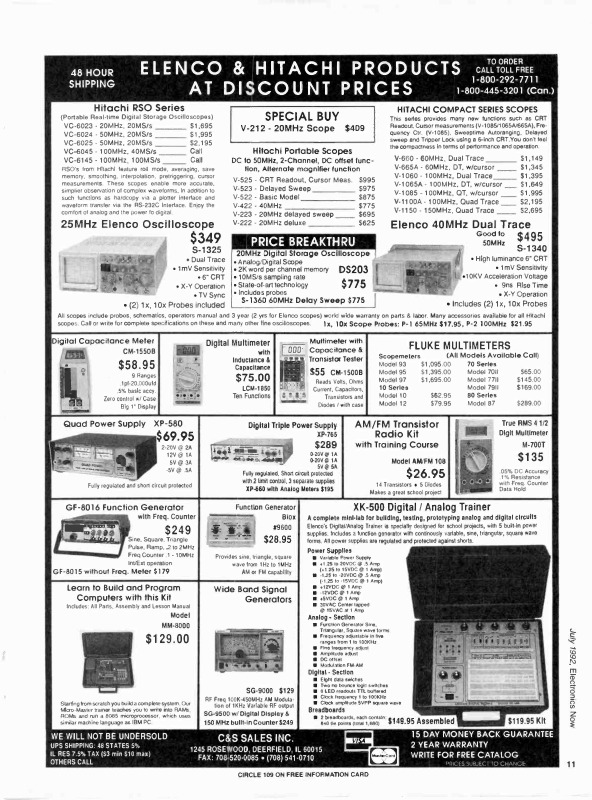 48 HOUR
SHIPPING
ELENCO & HITACHI PRODUCTS
AT DISCOUNT PRICES
TO ORDER
CALL TOLL FREE
1-800-292-7711
1-800-445-3201 (Can.)
Hitachi RSO Series
(Portable Real-time Digital Storage Oscilloscopes)
VC-6023 - 20MHz, 20MS/s $1,695
VC-6024 - 50MHz, 20MS/s $1,995
VC-6025 - 50MHz, 20MS/s $2,195
VC-6045 - 100MHz, 40MS/s Call
VC-6145 - 100MHz, 100MS/s Call
RSO's from Hitachi feature roll mode, averaging, save
memory, smoothing, interpolation, pretriggering, cursor
measurements. These scopes enable more accurate,
simplier observation of complex waveforms, in addition to
such functions as hardcopy via a plotter interface and
waveform transfer via the RS-232C interface. Enjoy the
comfort of analog and the power fo digital.
SPECIAL BUY
V-212 - 20MHz Scope $409
Hitachi Portable Scopes
DC to 50MHz, 2-Channel, DC offset func-
tion, Alternate magnifier function
V-525 - CRT Readout, Cursor Meas. $995
V-523 - Delayed Sweep $975
V-522 - Basic Model $875
V-422 - 40MHz $775
V-223 - 20MHz delayed sweep $695
V-222 - 20MHz deluxe $625
HITACHI COMPACT SERIES SCOPES
This series provides many new functions such as CRT
Readout, Cursor measurements (V-1085/1065A/665A), Fre-
quency Ctr. (V-1085), Sweeptime Autoranging, Delayed
sweep and Tripper Lock using a 6-inch CRT. You don't feel
the compactness in terms of performance and operation.
V-660 - 60MHz, Dual Trace $1,149
V-665A - 60MHz, DT, w/cursor $1,345
V-1060 - 100MHz, Dual Trace $1,395
V-1065A - 100MHz, DT, w/cursor $1,649
V-1085 - 100MHz, QT, w/cursor $1,995
V-1100A - 100MHz, Quad Trace $2,195
V-1150 - 150MHz, Quad Trace $2,695
25MHz Elenco Oscilloscope
$349
S-1325
• Dual Trace
• 1mV Sensitivity
• 6" CRT
• X-Y Operation
• TV Sync
• (2) 1x, 10x Probes included
PRICE BREAKTHRU
20MHz Digital Storage Oscilloscope
• Analog/Digital Scope
• 2K word per channel memory
• 10MS/s sampling rate
• State-of-art technology
• Includes probes
DS203
$775
S-1360 60MHz Delay Sweep $775
Elenco 40MHz Dual Trace
Good to
50MHz
$495
S-1340
• High luminance 6" CRT
• 1mV Sensitivity
•10KV Acceleration Vltage
• 9ns Rise Time
• X-Y Operation
• Includes (2) 1x, 10x Probes
All scopes include probes, schematics, operators manual and 3 year (2 yrs for Elenco scopes) world wide warranty on parts & labor. Many accessories available for all Hitachi
scopes. Call or write for complete specifications on these and many other fine oscilloscopes. 1x, 10x Scope Probes: P-1 65MHz $17.95, P-2 100MHz $21.95
Digital Capacitance Meter
CM-1550B
$58.95
9 Ranges
.1pf-20,000ufd
.5% basic accy.
Zero control w/ Case
Big 1" Display
Digital Multimeter
with
Inductance &
Capacitance
$75.00
LCM-1850
Ten Functions
Multimeter with
Capacitance &
Transistor Tester
$55 CM-1500B
Reads Volts, Ohms
Current, Capacitors,
Transistors and
Diodes / with case
FLUKE MULTIMETERS
(All Models Available Call)
Scopemeters
Model 93 $1,095.00
Model 95 $1,395.00
Model 97 $1,695.00
10 Series
Model 10 $62.95
Model 12 $79.95
70 Series
Model 70II $65.00
Model 77II $145.00
Model 79II $169.00
80 Series
Model 87 $289.00
Quad Power Supply XP-580
$69.95
2-20V @ 2A
12V @ 1A
5V @ 3A
-5V @ .5A
Fully regulated and short circuit protected
Digital Triple Power Supply
XP-765
$289
0-20V @ 1A
0-20V @ 1A
5V @ 5A
Fully regulated, Short circuit protected
with 2 limit control, 3 separate supplies
XP-660 with Analog Meters $195
AM/FM Transistor
Radio Kit
with Training Course
Model AM/FM 108
$26.95
14 Transistors • 5 Diodes
Makes a great school project
True RMS 4 1/2
Digit Multimeter
M-700T
$135
.05% DC Accuracy
.1% Resistance
with Freq. Counter
Data Hold
GF-8016 Function Generator
with Freq. Counter
$249
Sine, Square, Triangle
Pulse, Ramp, .2 to 2MHz
Freq Counter .1 - 10MHz
Int/Ext operation
GF-8015 without Freq. Meter $179
Function Generator
Blox
#9600
$28.95
Provides sine, triangle, square
wave from 1Hz to 1MHz
AM or FM capability
XK-500 Digital / Analog Trainer
A complete mini-lab for building, testing, prototyping analog and digital circuits
Elenco's Digital/Analog Trainer is specially designed for school projects, with 5 built-in power
supplies. Includes a function generator with continously variable, sine, triangular, square wave
forms. All power supplies are regulated and protected against shorts.
Power Supplies
Variable Power Supply
+1.25 to 20VDC @ .5 Amp
(+1.25 to 15VDC @ 1 Amp)
-1.25 to -20VDC @ .5 Amp
(-1.25 to -15VDC @ 1 Amp)
+12VDC @ 1 Amp
-12VDC @ 1 Amp
+5VDC @ 1 Amp
30VAC Center tapped
@ 15VAC at 1 Amp
Analog - Section
Function Generator Sine,
Triangular, Square wave forms
Frequency adjustable in five
ranges from 1 to 100KHz
Fine frequency adjust
Amplitude adjust
DC offset
Modulation FM-AM
Digital - Section
Eight data switches
Two no bounce logic switches
8 LED readouts TTL buffered
Clock frequency 1 to 100KHz
Clock amplitude 5VPP square wave
Breadboards
2 breadboards, each contain
840 tie points (total 1,680)
$149.95 Assembled
$119.95 Kit
Learn to Build and Program
Computers with this Kit
Includes: All Parts, Assembly and Lesson Manual
Model
MM-8000
$129.00
Starting from scratch you build a complete system. Our
Micro-Master trainer teaches you to write into RAMs,
ROMs and run a 8085 microprocessor, which uses
similar machine language as IBM PC.
Wide Band Signal
Generators
SG-9000 $129
RF Freq 100K-450MHz AM Modula-
tion of 1KHz Variable RF output
SG-9500 w/ Digital Display &
150 MHz built-in Counter $249
WE WILL NOT BE UNDERSOLD
UPS SHIPPING: 48 STATES 5%
IL RES 7.5% TAX ($3 min $10 max)
OTHERS CALL
C&S SALES INC.
1245 ROSEWOOD, DEERFIELD, IL 60015
FAX: 708-520-0085 • (708) 541-0710
VISA
MasterCard
15 DAY MONEY BACK GUARANTEE
2 YEAR WARRANTY
WRITE FOR FREE CATALOG
PRICES SUBJECT TO CHANGE
CIRCLE 109 ON FREE INFORMATION CARD
July 1992, Electronics Now
11